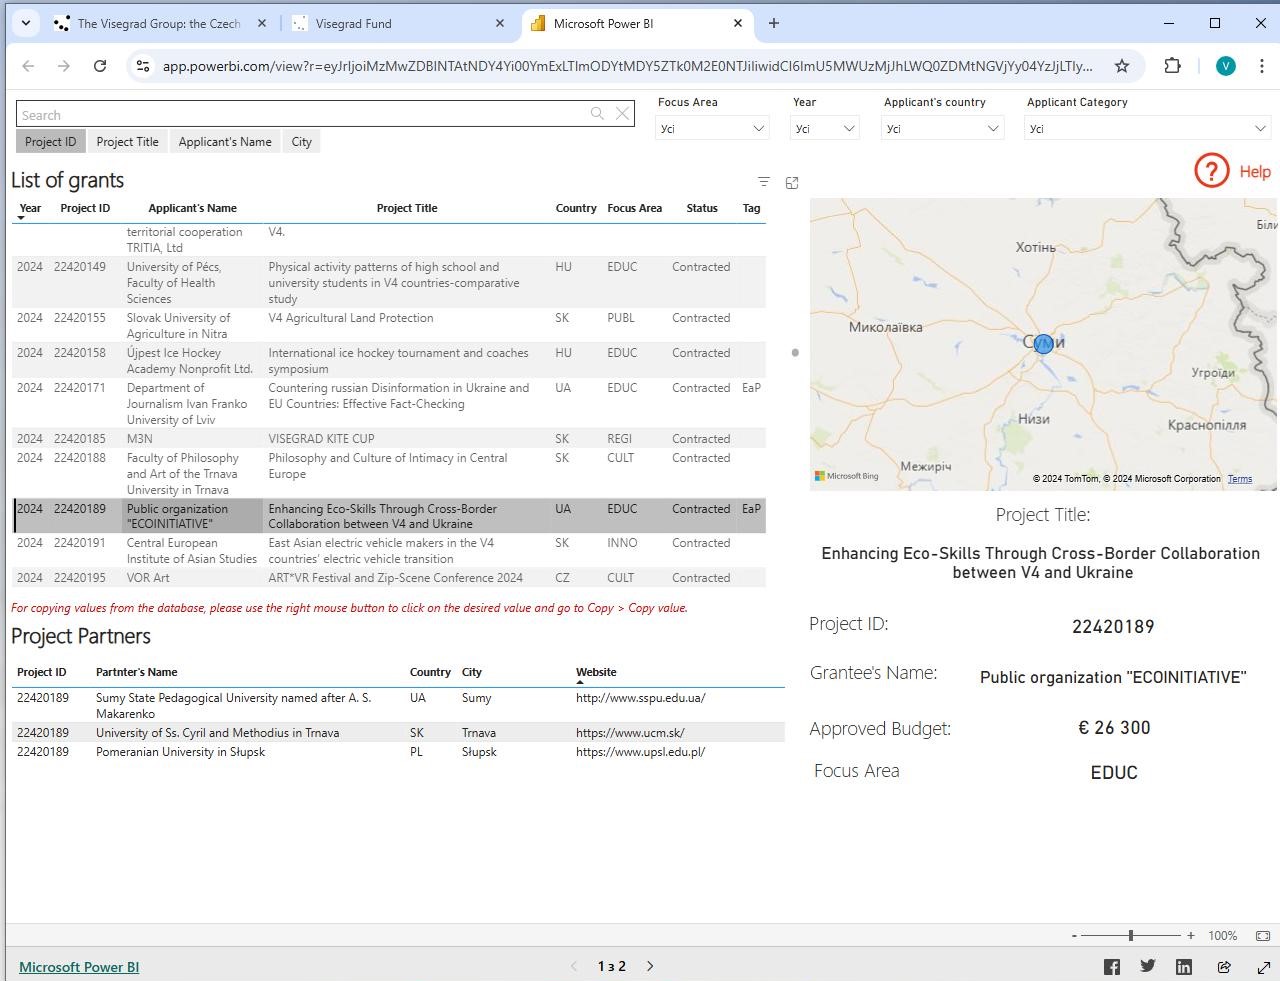 The Visegrad Group: the Czech
Visegrad Fund
Microsoft Power BI
app.powerbi.com/view?r=eyJrIjoiMzMwZDBlNTAtNDY4Yi00YmExLTlmODYtMDY5ZTk0M2E0NTJiIiwidCI6ImU5MWUzMjJhLWQ0ZDMtNGVjYy04YzJjLTIy...
V
Search
Project ID
Project Title
Applicant's Name
City
Focus Area
Year
Applicant's country
Applicant Category
Усі
Усі
Усі
Усі
? Help
List of grants
Year Project ID Applicant's Name Project Title Country Focus Area Status Tag
territorial cooperation V4.
TRITIA, Ltd
2024 22420149 University of Pécs, Physical activity patterns of high school and HU EDUC Contracted
Faculty of Health university students in V4 countries-comparative
Sciences study
2024 22420155 Slovak University of V4 Agricultural Land Protection SK PUBL Contracted
Agriculture in Nitra
2024 22420158 Újpest Ice Hockey International ice hockey tournament and coaches HU EDUC Contracted
Academy Nonprofit Ltd. symposium
2024 22420171 Department of Countering russian Disinformation in Ukraine and UA EDUC Contracted EaP
Journalism Ivan Franko EU Countries: Effective Fact-Checking
University of Lviv
2024 22420185 M3N VISEGRAD KITE CUP SK REGI Contracted
2024 22420188 Faculty of Philosophy Philosophy and Culture of Intimacy in Central SK CULT Contracted
and Art of the Trnava Europe
University in Trnava
2024 22420189 Public organization Enhancing Eco-Skills Through Cross-Border UA EDUC Contracted EaP
"ECOINITIATIVE" Collaboration between V4 and Ukraine
2024 22420191 Central European East Asian electric vehicle makers in the V4 SK INNO Contracted
Institute of Asian Studies countries' electric vehicle transition
2024 22420195 VOR Art ART*VR Festival and Zip-Scene Conference 2024 CZ CULT Contracted
For copying values from the database, please use the right mouse button to click on the desired value and go to Copy > Copy value.
Project Partners
Project ID Partnter's Name Country City Website
22420189 Sumy State Pedagogical University named after A. S. UA Sumy http://www.sspu.edu.ua/
Makarenko
22420189 University of Ss. Cyril and Methodius in Trnava SK Trnava https://www.ucm.sk/
22420189 Pomeranian University in Słupsk PL Słupsk https://www.upsl.edu.pl/
Хотінь
Біли
Миколаївка
Суми
Угроїди
Низи
Краснопілля
Межиріч
Microsoft Bing
© 2024 TomTom, © 2024 Microsoft Corporation Terms
Project Title:
Enhancing Eco-Skills Through Cross-Border Collaboration
between V4 and Ukraine
Project ID: 22420189
Grantee's Name: Public organization "ECOINITIATIVE"
Approved Budget: € 26 300
Focus Area EDUC
- + 100%
Microsoft Power BI
1 з 2